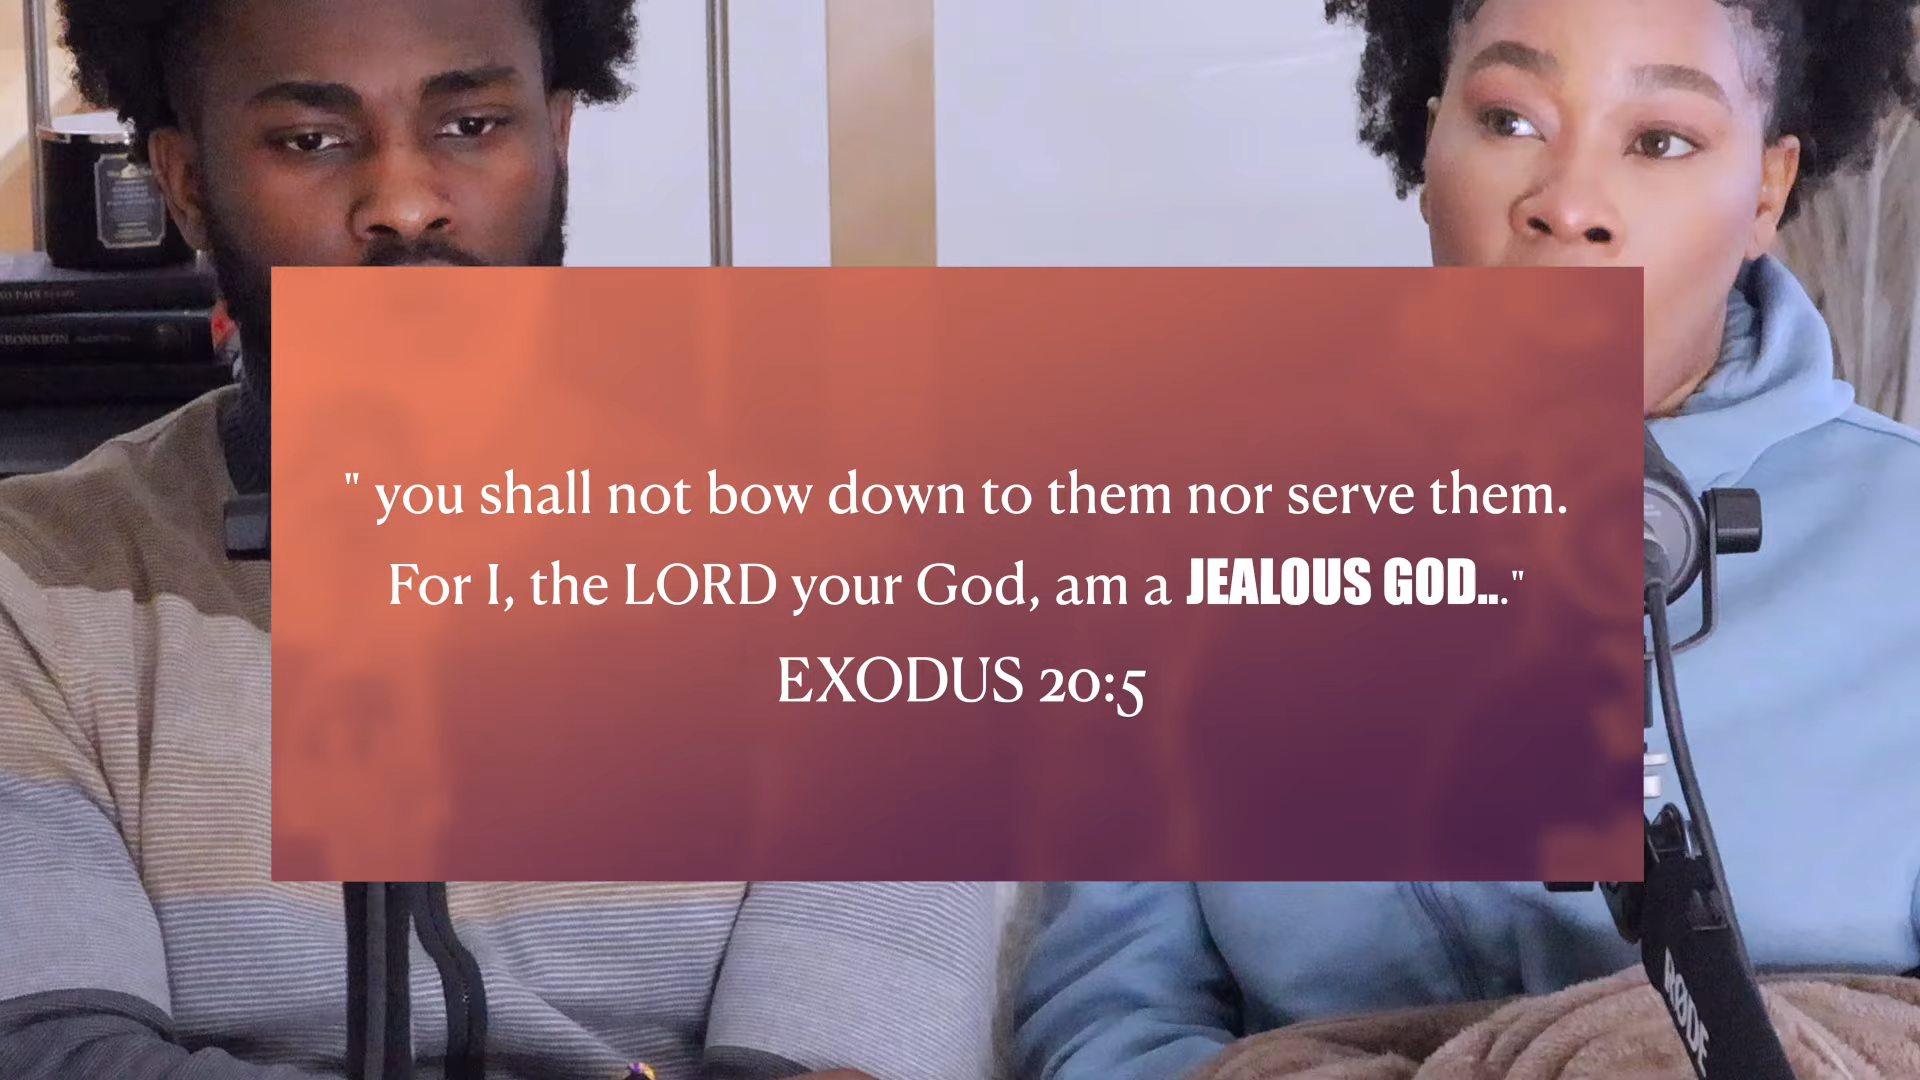 " you shall not bow down to them nor serve them.
For I, the LORD your God, am a JEALOUS GOD..."
EXODUS 20:5
RØDE